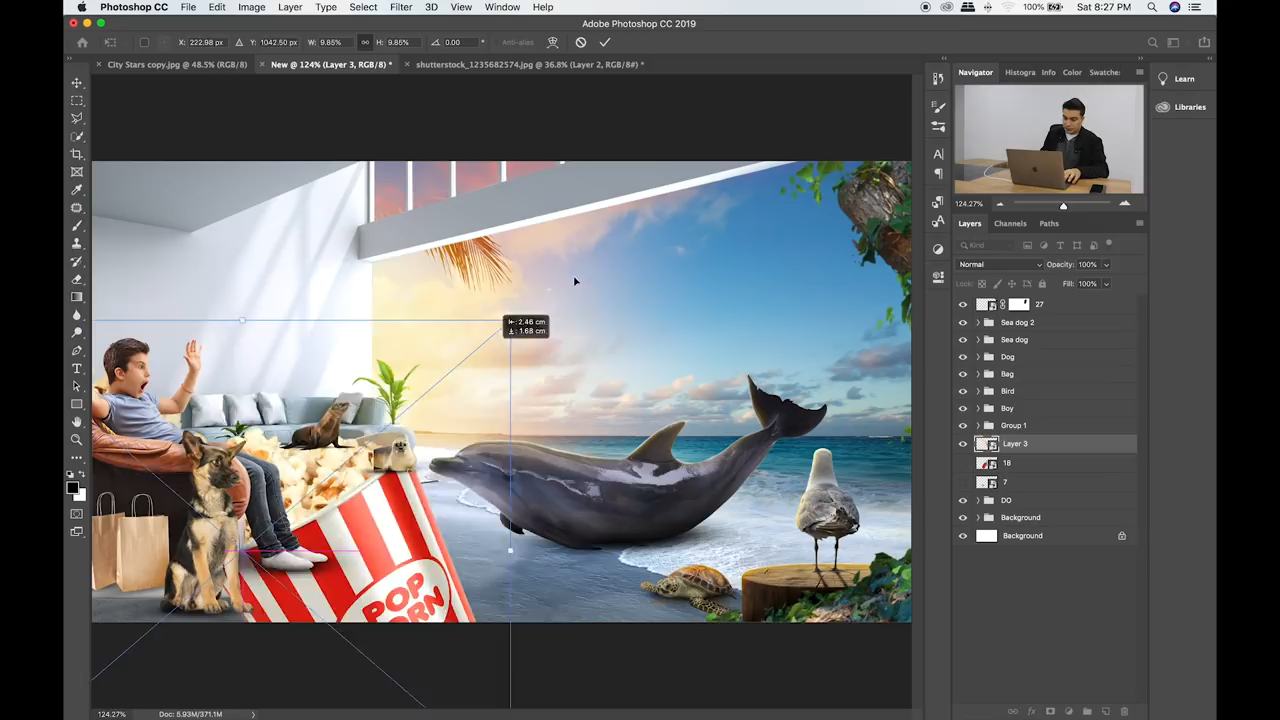 Photoshop CC File Edit Image Layer Type Select Filter 3D View Window Help 100% Sat 8:27 PM
Adobe Photoshop CC 2019
X: 222.98 px Y: 1042.50 px W: 9.85% H: 9.85% 0.00 ° Anti-alias
City Stars copy.jpg @ 48.5% (RGB/8) New @ 124% (Layer 3, RGB/8) * shutterstock_1235682574.jpg @ 36.8% (Layer 2, RGB/8#) *
Navigator Histogra Info Color Swatche:
Learn
Libraries
124.27%
Layers Channels Paths
Kind
Normal Opacity: 100%
Lock: Fill: 100%
27
Sea dog 2
Sea dog
Dog
Bag
Bird
Boy
Group 1
Layer 3
18
7
DO
Background
Background
2.46 cm
1.68 cm
POP
CORN
124.27% Doc: 5.93M/371.1M